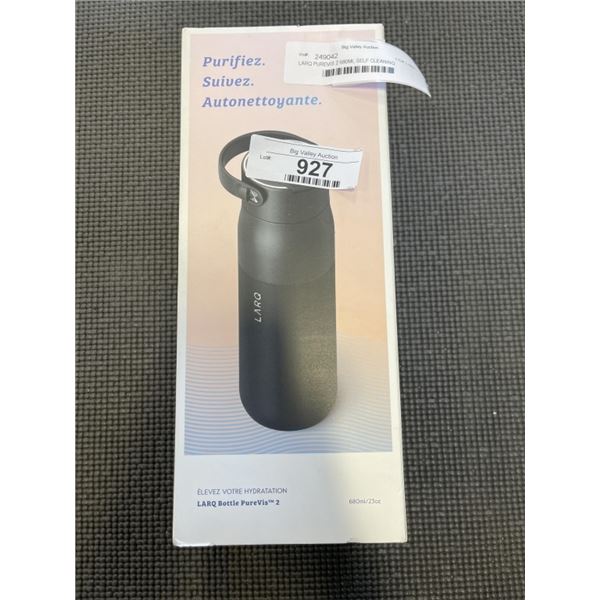 Purifiez.
Suivez.
Autonettoyante.
Big Valley Auction
249042
LARQ PUREVIS 2 680ML SELF CLEANING
Big Valley Auction
Lot#:
927
LARQ
ÉLEVEZ VOTRE HYDRATATION
LARQ Bottle PureVis™ 2
680ml/23oz